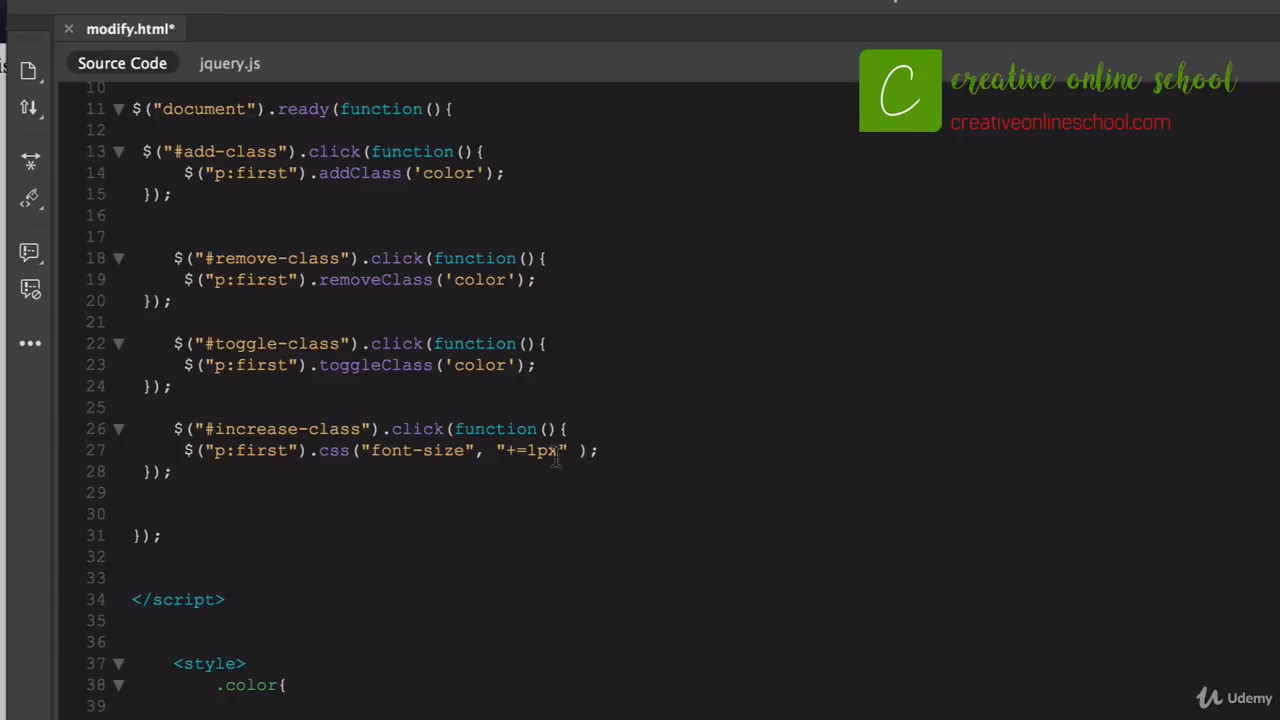 modify.html*
Source Code jquery.js
creative online school
creativeonlineschool.com
10
11 $("document").ready(function(){
12
13 $("#add-class").click(function(){
14 $("p:first").addClass('color');
15 });
16
17
18 $("#remove-class").click(function(){
19 $("p:first").removeClass('color');
20 });
21
22 $("#toggle-class").click(function(){
23 $("p:first").toggleClass('color');
24 });
25
26 $("#increase-class").click(function(){
27 $("p:first").css("font-size", "+=1px" );
28 });
29
30
31 });
32
33
34 </script>
35
36
37 <style>
38 .color{
39
Udemy